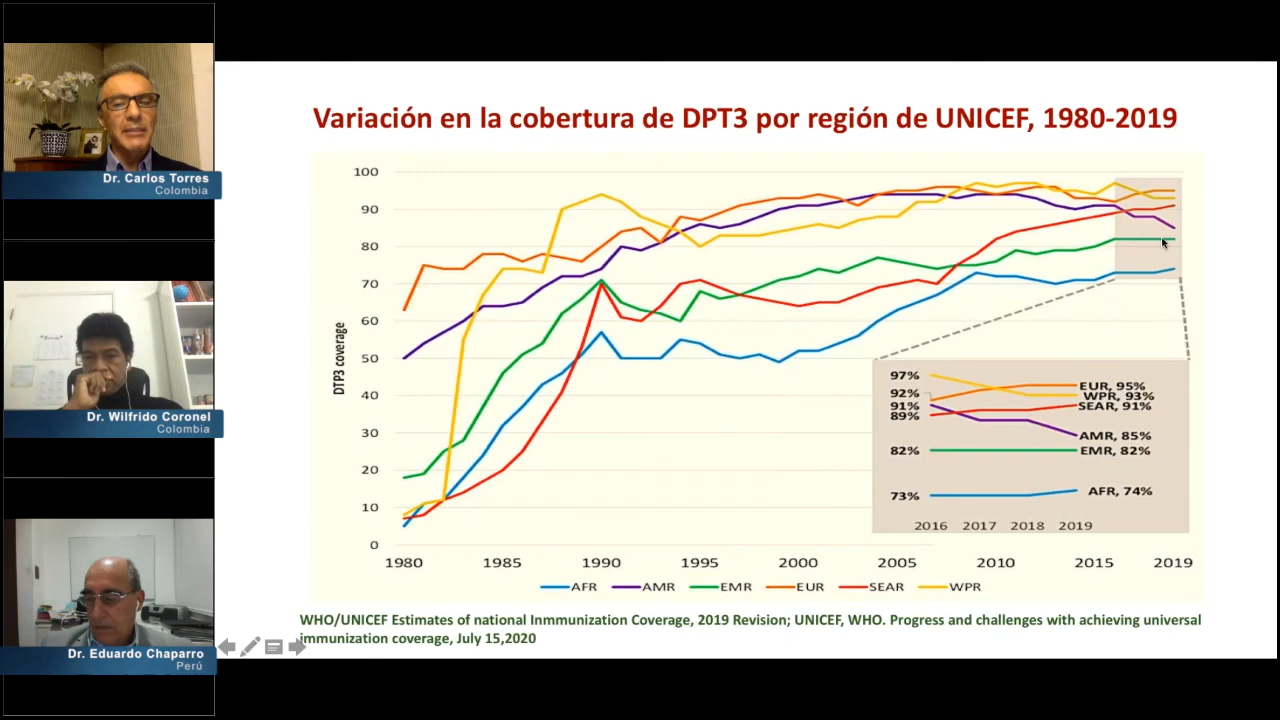 Dr. Carlos Torres
Colombia
Dr. Wilfrido Coronel
Colombia
Dr. Eduardo Chaparro
Perú
Variación en la cobertura de DPT3 por región de UNICEF, 1980-2019
DTP3 coverage
100
90
80
70
60
50
40
30
20
10
0
1980 1985 1990 1995 2000 2005 2010 2015 2019
97%
92%
91%
89%
82%
73%
EUR, 95%
WPR, 93%
SEAR, 91%
AMR, 85%
EMR, 82%
AFR, 74%
2016 2017 2018 2019
AFR AMR EMR EUR SEAR WPR
WHO/UNICEF Estimates of national Inmmunization Coverage, 2019 Revision; UNICEF, WHO. Progress and challenges with achieving universal
immunization coverage, July 15,2020